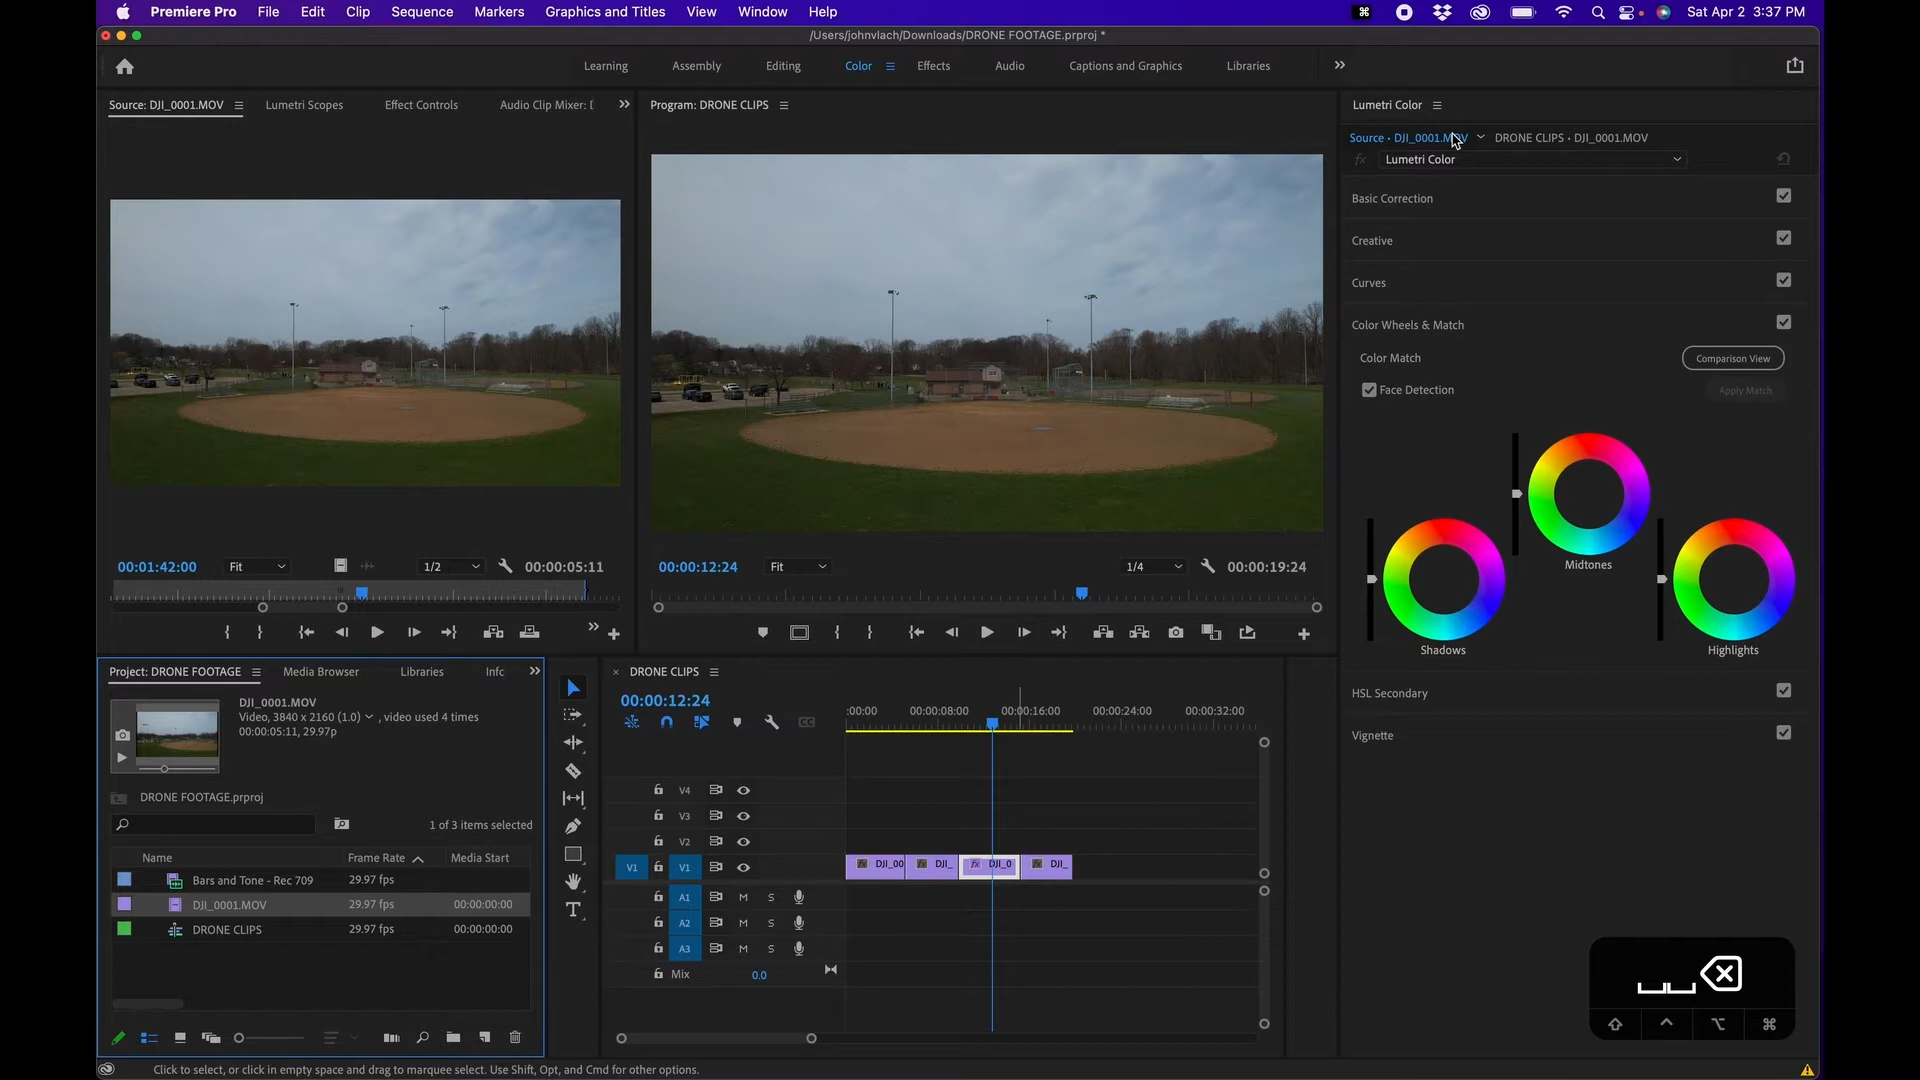 Premiere Pro File Edit Clip Sequence Markers Graphics and Titles View Window Help Sat Apr 2 3:37 PM
/Users/johnvlach/Downloads/DRONE FOOTAGE.prproj *
Learning Assembly Editing Color Effects Audio Captions and Graphics Libraries
Source: DJI_0001.MOV Lumetri Scopes Effect Controls Audio Clip Mixer: Program: DRONE CLIPS Lumetri Color
Source • DJI_0001.MOV DRONE CLIPS • DJI_0001.MOV
fx Lumetri Color
Basic Correction
Creative
Curves
Color Wheels & Match
Color Match Comparison View
Face Detection Apply Match
Midtones
Shadows Highlights
HSL Secondary
Vignette
00:01:42:00 Fit 1/2 00:00:05:11 00:00:12:24 Fit 1/4 00:00:19:24
Project: DRONE FOOTAGE Media Browser Libraries Info
DJI_0001.MOV
Video, 3840 x 2160 (1.0) , video used 4 times
00:00:05:11, 29.97p
DRONE FOOTAGE.prproj
1 of 3 items selected
Name Frame Rate Media Start
Bars and Tone - Rec 709 29.97 fps
DJI_0001.MOV 29.97 fps 00:00:00:00
DRONE CLIPS 29.97 fps 00:00:00:00
× DRONE CLIPS
00:00:12:24
:00:00 00:00:08:00 00:00:16:00 00:00:24:00 00:00:32:00
CC
V4
V3
V2
V1 V1 fx DJI_00 fx DJI_ fx DJI_0 fx DJI_
A1 M S
A2 M S
A3 M S
Mix 0.0
Click to select, or click in empty space and drag to marquee select. Use Shift, Opt, and Cmd for other options.